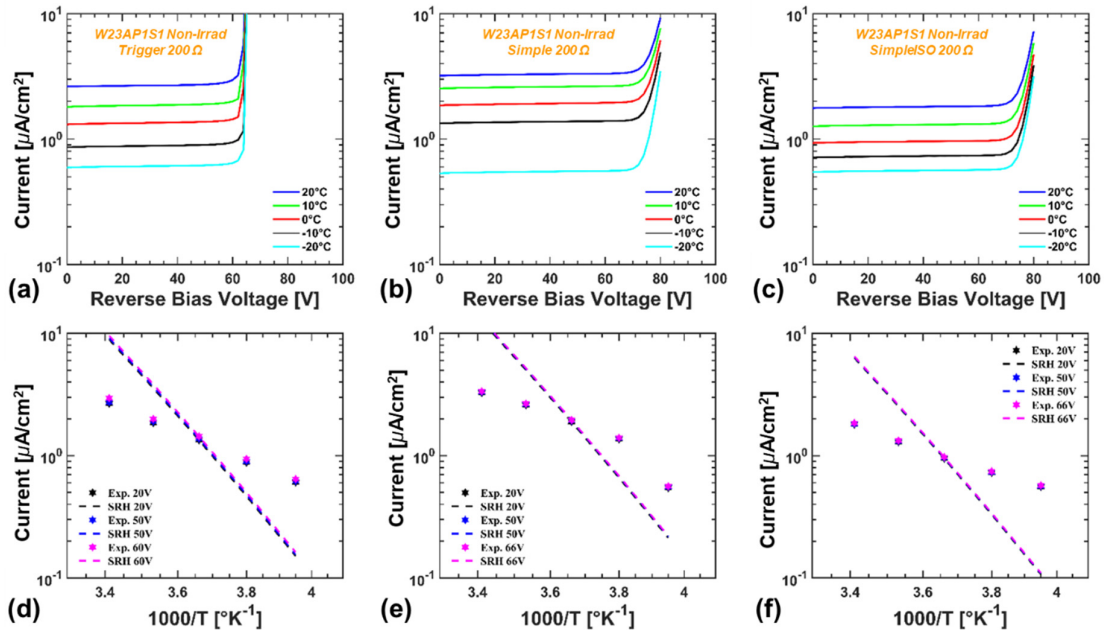 W23AP1S1 Non-Irrad
Trigger 200 Ω
Current [µA/cm²]
10¹
10⁰
10⁻¹
20°C
10°C
0°C
-10°C
-20°C
0 20 40 60 80 100
Reverse Bias Voltage [V]
(a)
W23AP1S1 Non-Irrad
Simple 200 Ω
Current [µA/cm²]
10¹
10⁰
10⁻¹
20°C
10°C
0°C
-10°C
-20°C
0 20 40 60 80 100
Reverse Bias Voltage [V]
(b)
W23AP1S1 Non-Irrad
SimpleISO 200 Ω
Current [µA/cm²]
10¹
10⁰
10⁻¹
20°C
10°C
0°C
-10°C
-20°C
0 20 40 60 80 100
Reverse Bias Voltage [V]
(c)
Current [µA/cm²]
10¹
10⁰
10⁻¹
Exp. 20V
SRH 20V
Exp. 50V
SRH 50V
Exp. 60V
SRH 60V
3.4 3.6 3.8 4
1000/T [°K⁻¹]
(d)
Current [µA/cm²]
10¹
10⁰
10⁻¹
Exp. 20V
SRH 20V
Exp. 50V
SRH 50V
Exp. 66V
SRH 66V
3.4 3.6 3.8 4
1000/T [°K⁻¹]
(e)
Current [µA/cm²]
10¹
10⁰
10⁻¹
Exp. 20V
SRH 20V
Exp. 50V
SRH 50V
Exp. 66V
SRH 66V
3.4 3.6 3.8 4
1000/T [°K⁻¹]
(f)